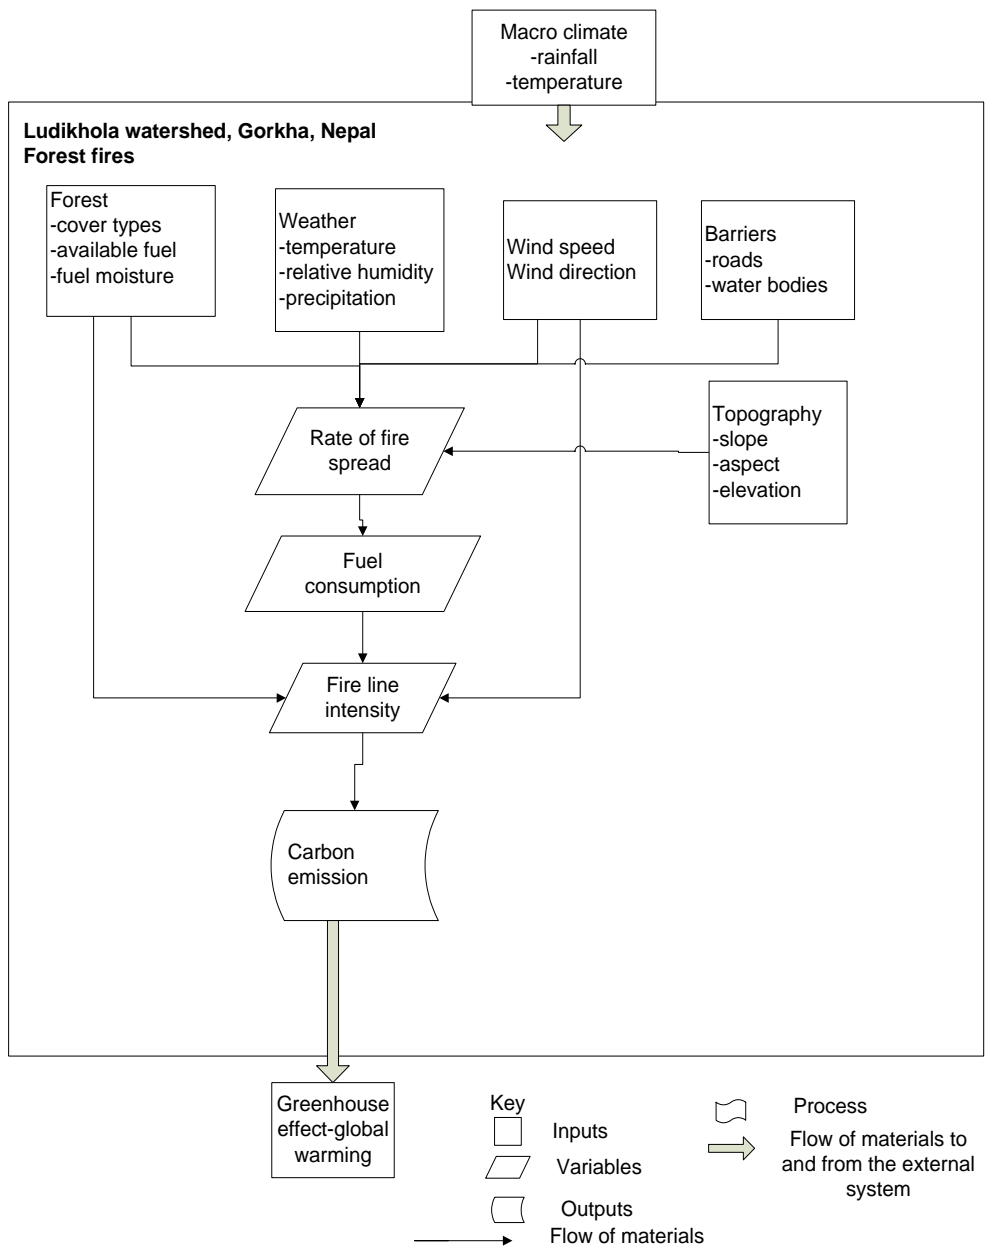 Macro climate
-rainfall
-temperature
Ludikhola watershed, Gorkha, Nepal
Forest fires
Forest
-cover types
-available fuel
-fuel moisture
Weather
-temperature
-relative humidity
-precipitation
Wind speed
Wind direction
Barriers
-roads
-water bodies
Topography
-slope
-aspect
-elevation
Rate of fire
spread
Fuel
consumption
Fire line
intensity
Carbon
emission
Greenhouse
effect-global
warming
Key
Inputs
Variables
Outputs
Flow of materials
Process
Flow of materials to
and from the external
system